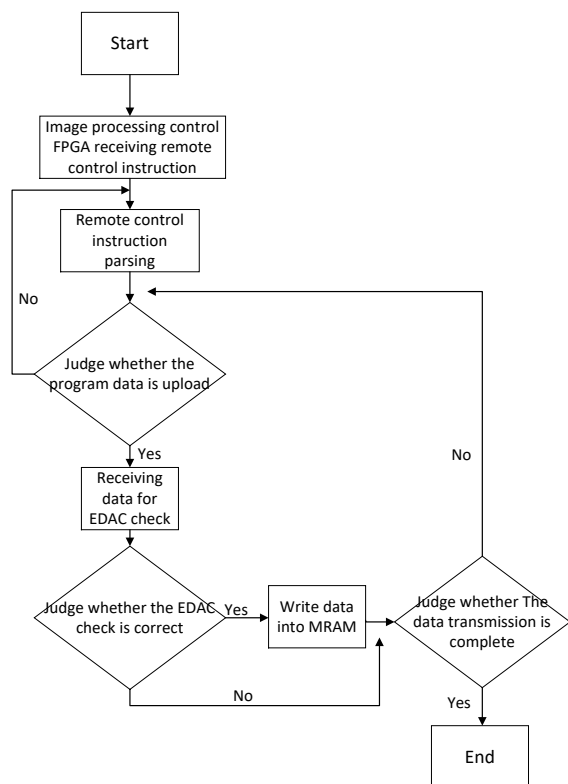 Start
Image processing control
FPGA receiving remote
control instruction
Remote control
instruction
parsing
No
Judge whether the
program data is upload
Yes
No
Receiving
data for
EDAC check
Judge whether the EDAC
check is correct
Yes
Write data
into MRAM
Judge whether The
data transmission is
complete
No
Yes
End